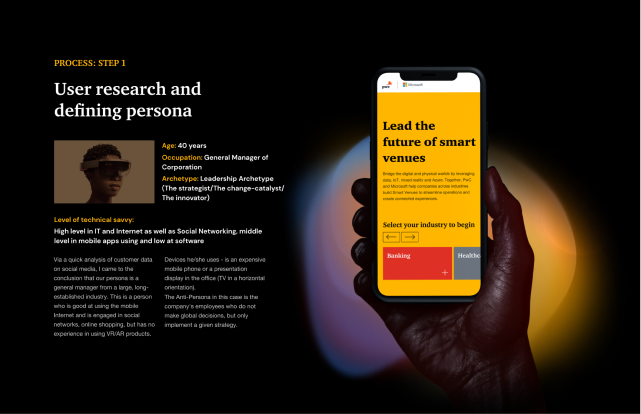 PROCESS: STEP 1
User research and
defining persona
Age: 40 years
Occupation: General Manager of
Corporation
Archetype: Leadership Archetype
(The strategist/The change-catalyst/
The innovator)
Level of technical savvy:
High level in IT and Internet as well as Social Networking, middle
level in mobile apps using and low at software
Via a quick analysis of customer data
on social media, I came to the
conclusion that our persona is a
general manager from a large, long-
established industry. This is a person
who is good at using the mobile
Internet and is engaged in social
networks, online shopping, but has no
experience in using VR/AR products.
Devices he/she uses - is an expensive
mobile phone or a presentation
display in the office (TV in a horizontal
orientation).
The Anti-Persona in this case is the
company's employees who do not
make global decisions, but only
implement a given strategy.
pwc
Microsoft
Lead the
future of smart
venues
Bridge the digital and physical worlds by leveraging
data, IoT, mixed reality and Azure. Together, PwC
and Microsoft help companies across industries
build Smart Venues to streamline operations and
create connected experiences.
Select your industry to begin
Banking
Healthc